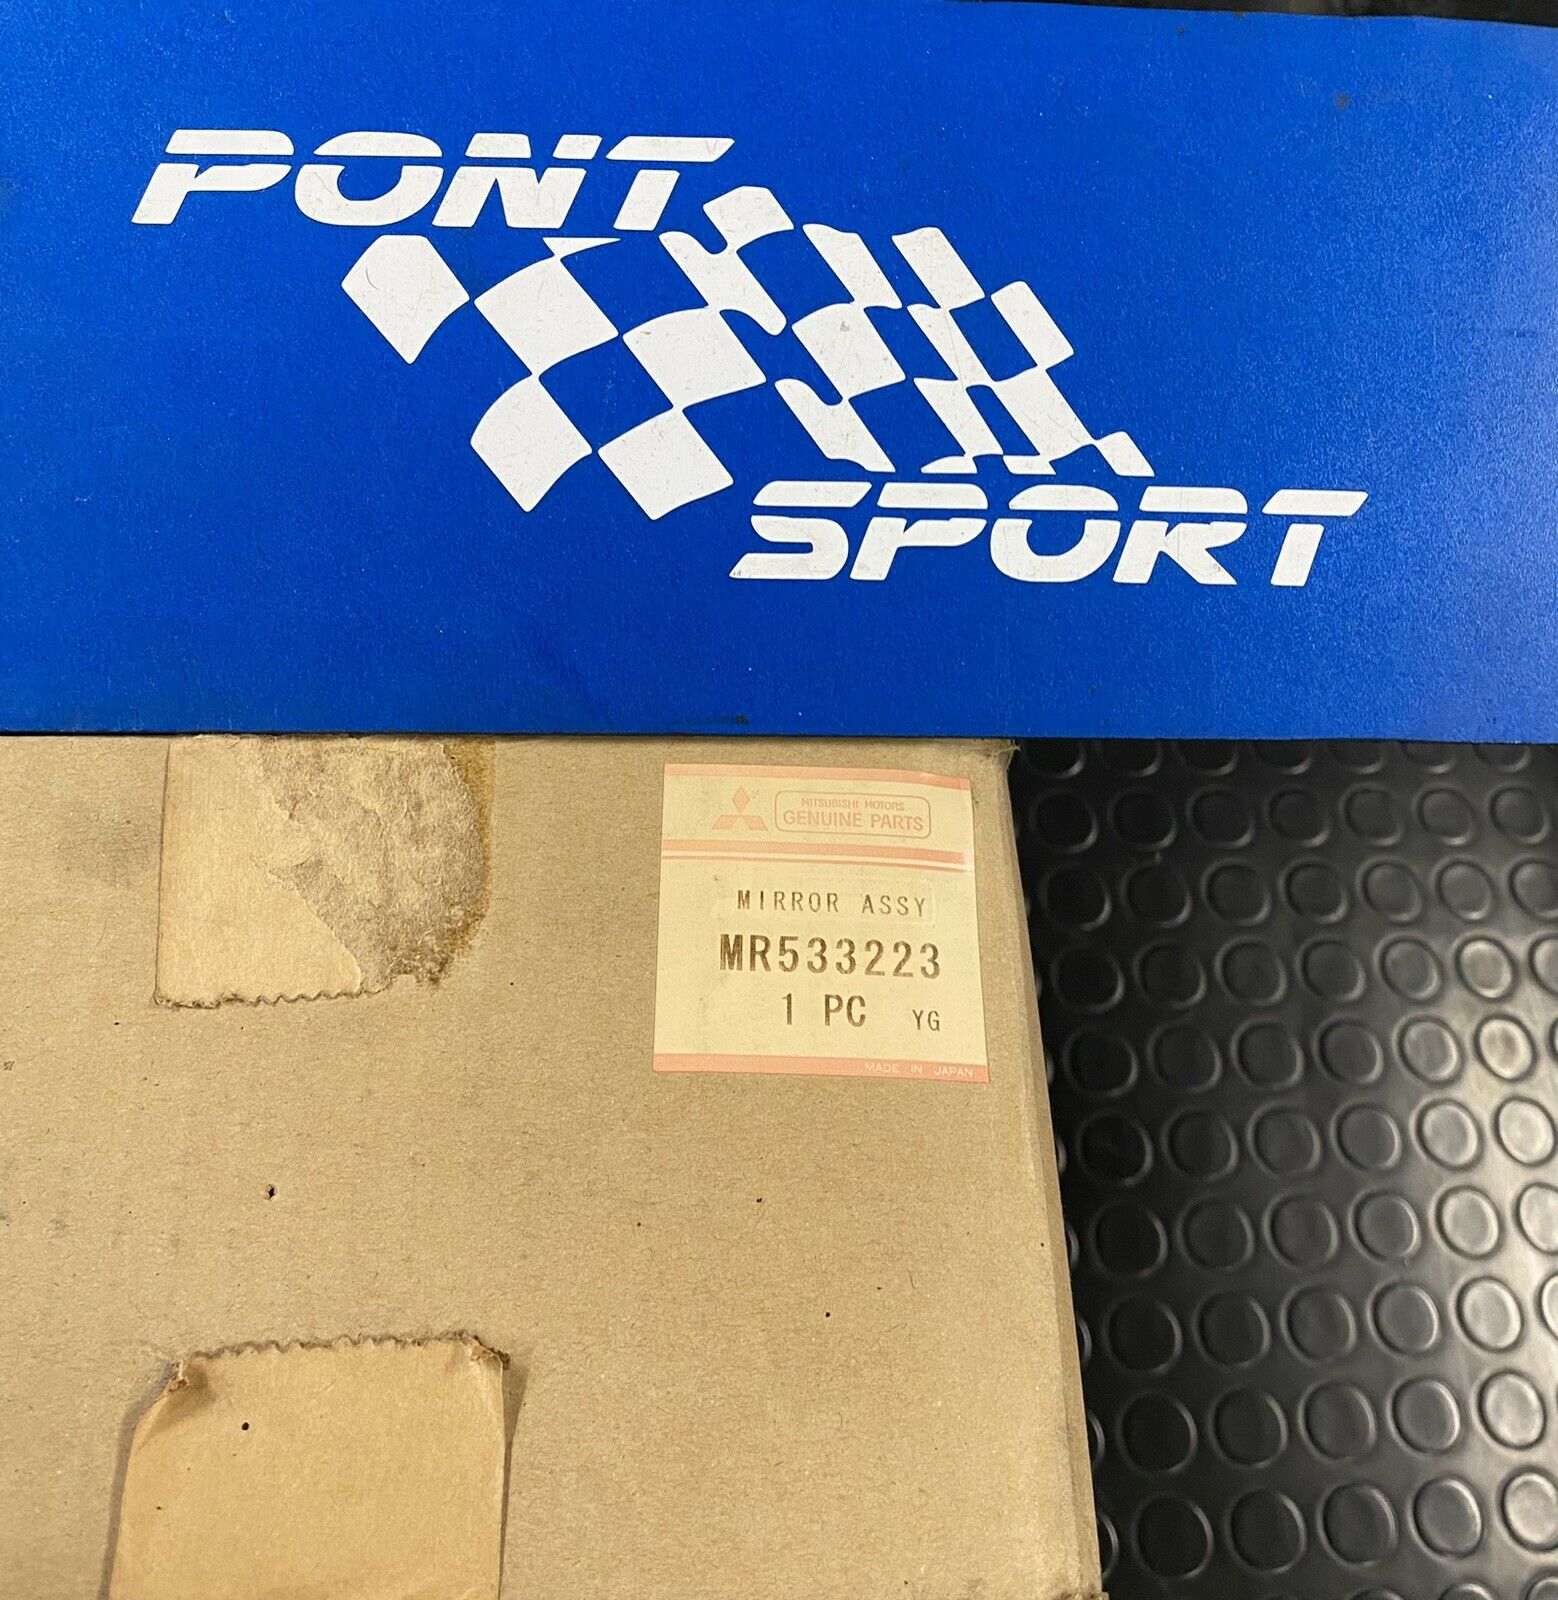 PONT
SPORT
MITSUBISHI MOTORS
GENUINE PARTS
MIRROR ASSY
MR533223
1 PC YG
MADE IN JAPAN